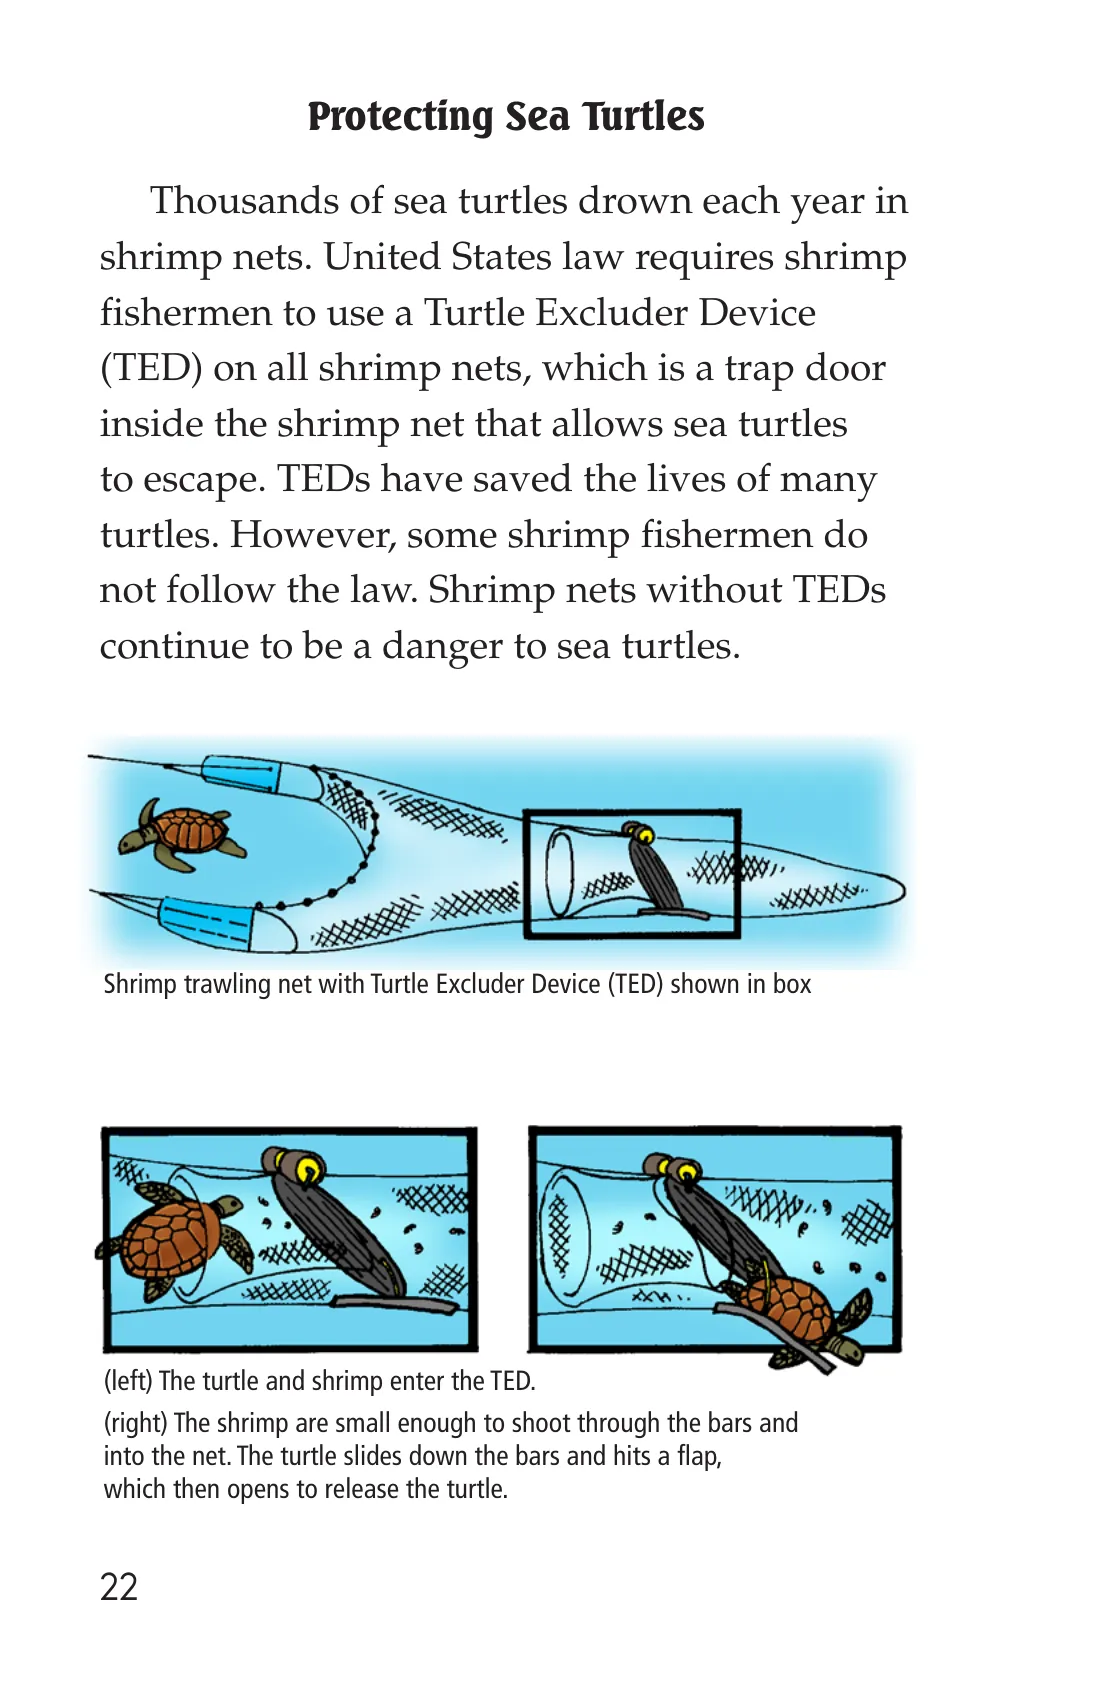 Protecting Sea Turtles
Thousands of sea turtles drown each year in
shrimp nets. United States law requires shrimp
fishermen to use a Turtle Excluder Device
(TED) on all shrimp nets, which is a trap door
inside the shrimp net that allows sea turtles
to escape. TEDs have saved the lives of many
turtles. However, some shrimp fishermen do
not follow the law. Shrimp nets without TEDs
continue to be a danger to sea turtles.
Shrimp trawling net with Turtle Excluder Device (TED) shown in box
(left) The turtle and shrimp enter the TED.
(right) The shrimp are small enough to shoot through the bars and
into the net. The turtle slides down the bars and hits a flap,
which then opens to release the turtle.
22